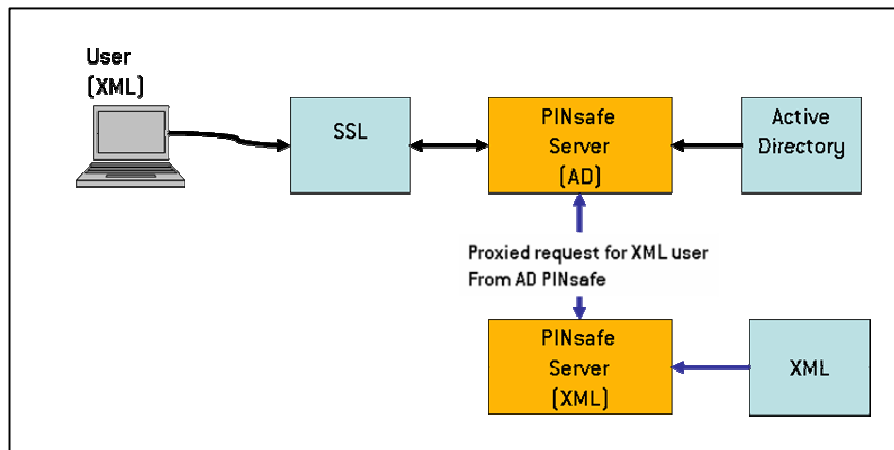 User
(XML)
SSL
PINsafe
Server
(AD)
Active
Directory
Proxied request for XML user
From AD PINsafe
PINsafe
Server
(XML)
XML